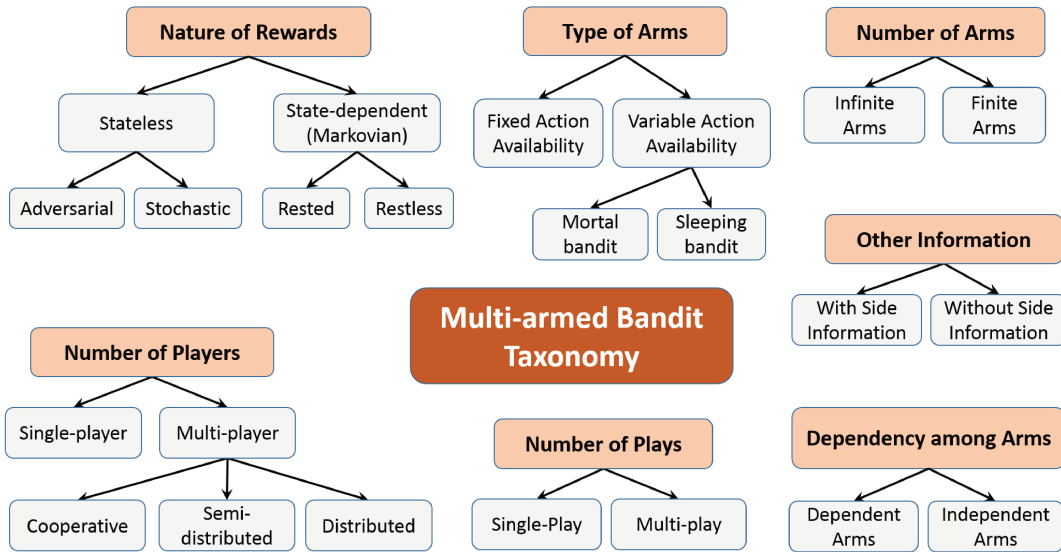 Nature of Rewards
Stateless
State-dependent
(Markovian)
Adversarial
Stochastic
Rested
Restless
Type of Arms
Fixed Action
Availability
Variable Action
Availability
Mortal
bandit
Sleeping
bandit
Number of Arms
Infinite
Arms
Finite
Arms
Other Information
With Side
Information
Without Side
Information
Multi-armed Bandit
Taxonomy
Number of Players
Single-player
Multi-player
Cooperative
Semi-
distributed
Distributed
Number of Plays
Single-Play
Multi-play
Dependency among Arms
Dependent
Arms
Independent
Arms